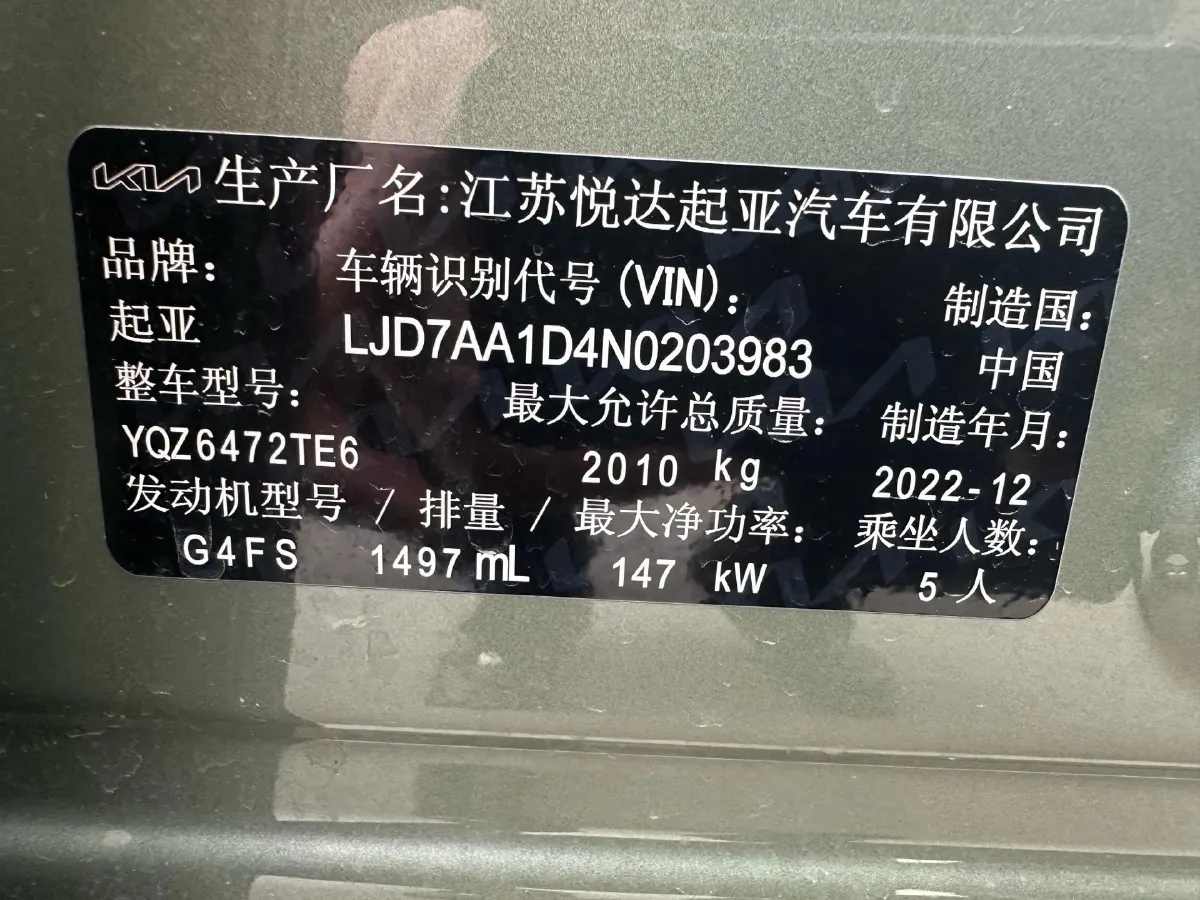 KIA 生产厂名:江苏悦达起亚汽车有限公司
品牌: 车辆识别代号 (VIN): 制造国:
起亚 LJD7AA1D4N0203983 中国
整车型号: 最大允许总质量: 制造年月:
YQZ6472TE6 2010 kg 2022-12
发动机型号 / 排量 / 最大净功率: 乘坐人数:
G4FS 1497 mL 147 kW 5 人